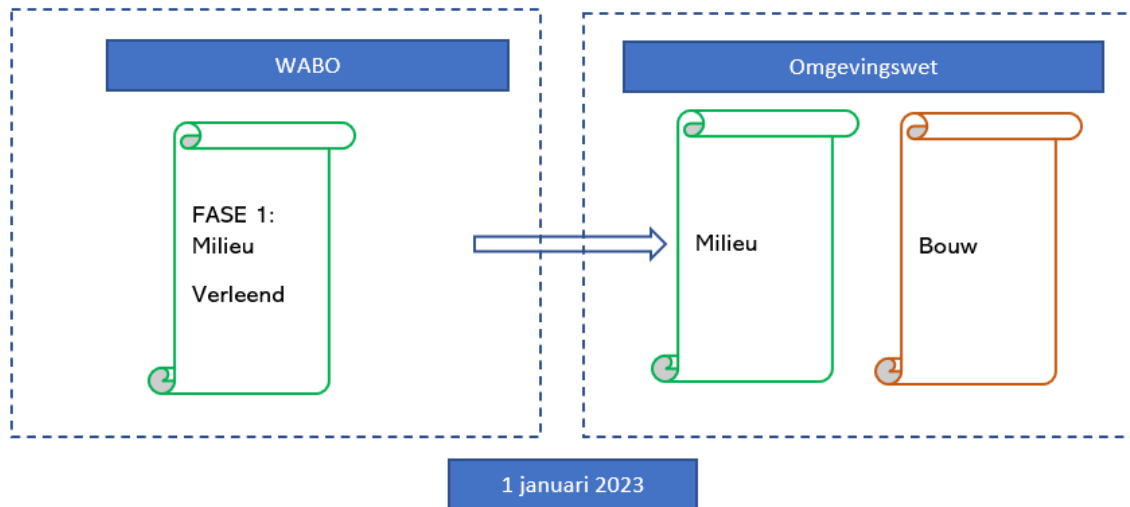 WABO
Omgevingswet
FASE 1:
Milieu
Verleend
Milieu
Bouw
1 januari 2023